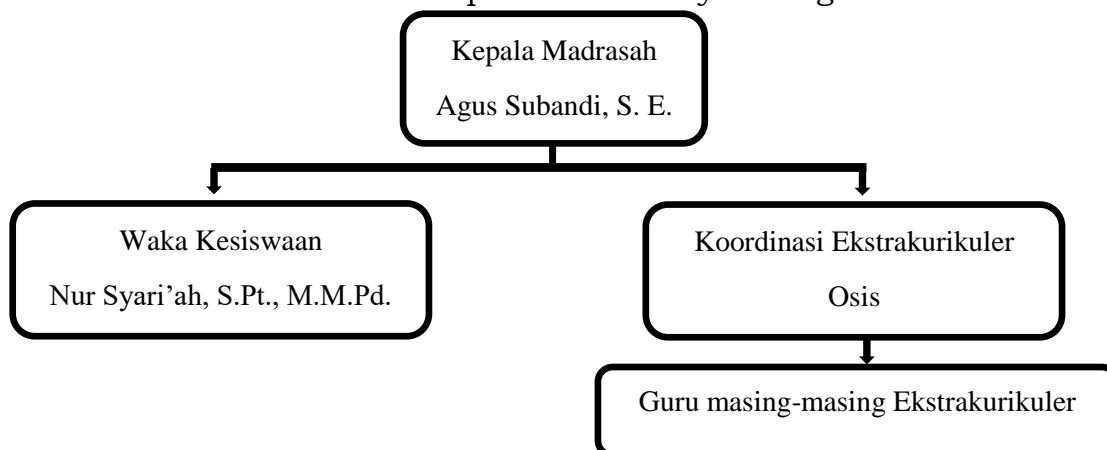 Kepala Madrasah
Agus Subandi, S. E.
Waka Kesiswaan
Nur Syari’ah, S.Pt., M.M.Pd.
Koordinasi Ekstrakurikuler
Osis
Guru masing-masing Ekstrakurikuler